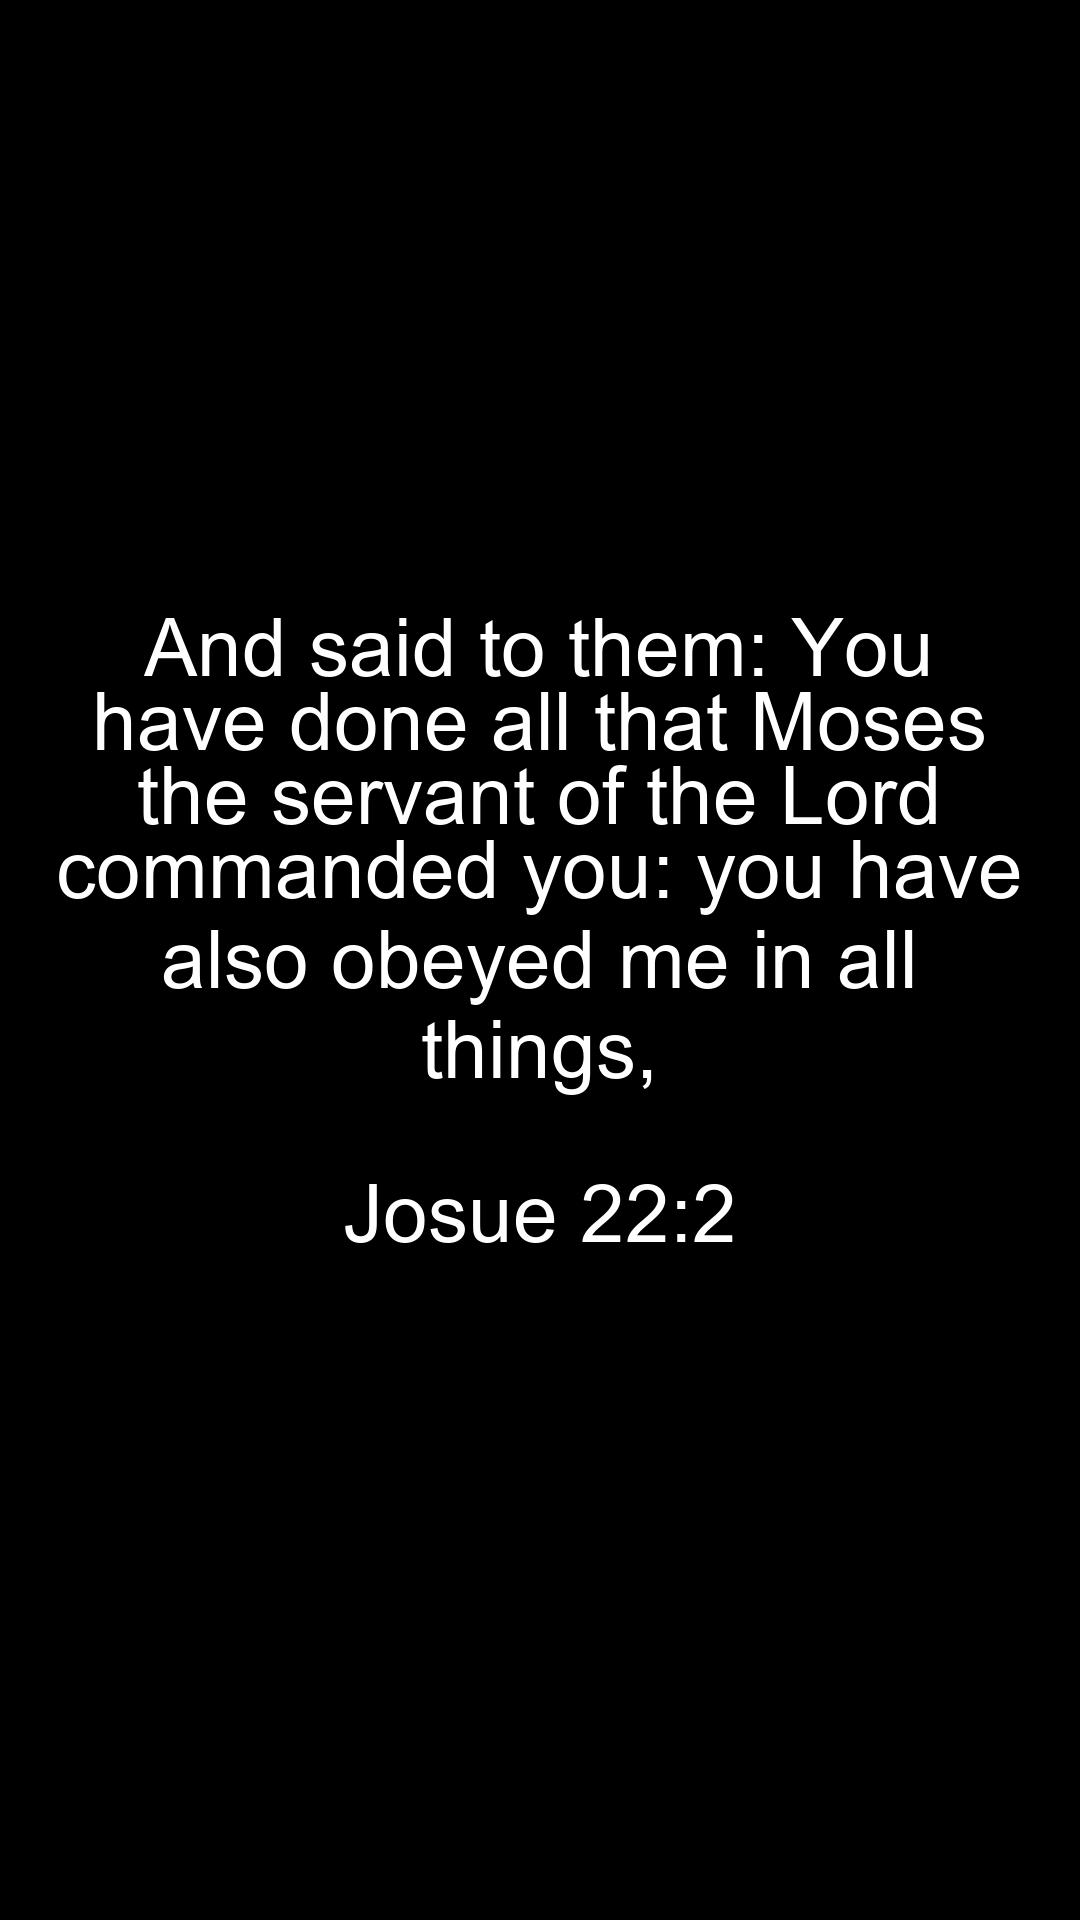 And said to them: You
have done all that Moses
the servant of the Lord
commanded you: you have
also obeyed me in all
things,
Josue 22:2